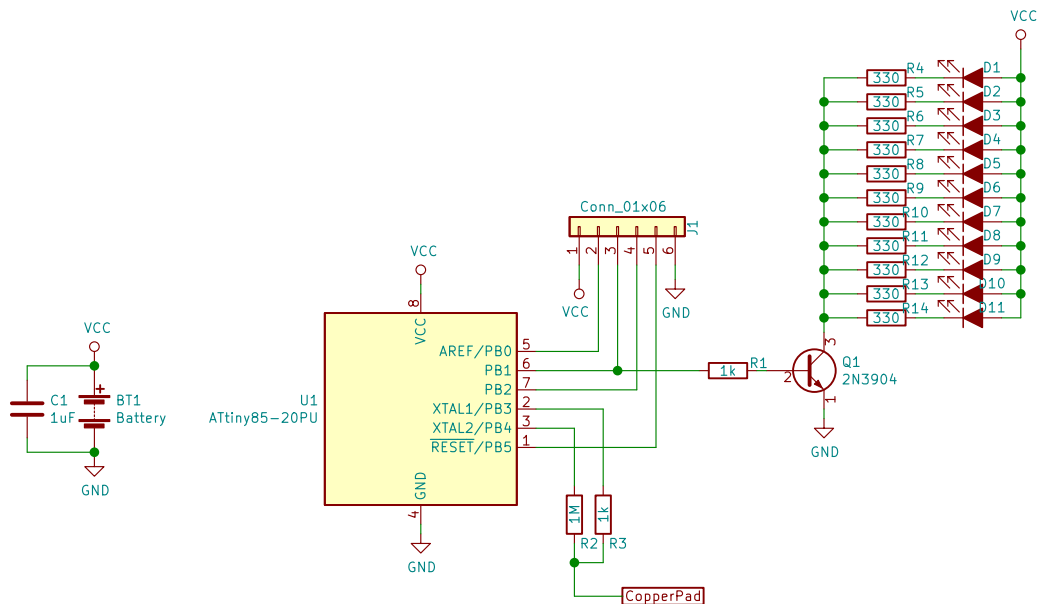 VCC
R4
330
D1
R5
330
D2
R6
330
D3
R7
330
D4
R8
330
D5
R9
330
D6
R10
330
D7
R11
330
D8
R12
330
D9
R13
330
D10
R14
330
D11
Conn_01x06
J1
1 2 3 4 5 6
VCC
GND
VCC
8
VCC
U1
ATtiny85-20PU
AREF/PB0 5
PB1 6
PB2 7
XTAL1/PB3 2
XTAL2/PB4 3
RESET/PB5 1
GND
4
GND
R1
1k
3
2
1
Q1
2N3904
GND
VCC
C1
1uF
+
BT1
Battery
GND
1M
R2
1k
R3
CopperPad